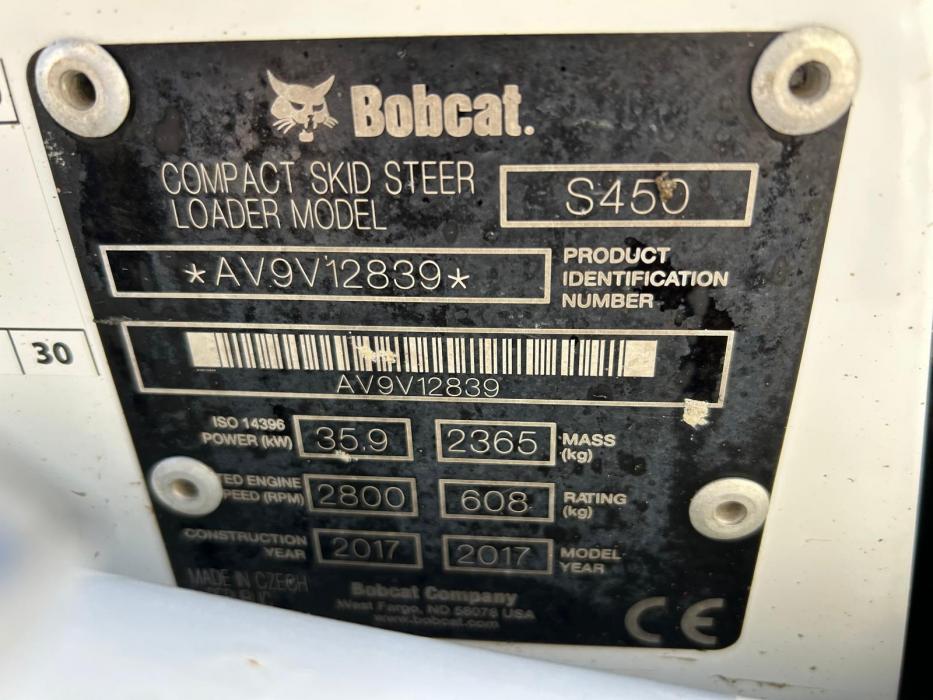 Bobcat.
COMPACT SKID STEER
LOADER MODEL
S450
*AV9V12839*
PRODUCT
IDENTIFICATION
NUMBER
AV9V12839
ISO 14396
POWER (kW)
35.9
2365
MASS
(kg)
ENGINE
(RPM)
2800
608
RATING
(kg)
CONSTRUCTION
YEAR
2017
2017
MODEL
YEAR
MADE IN CZECH
Bobcat Company
West Fargo, ND 58078 USA
www.bobcat.com
CE
30